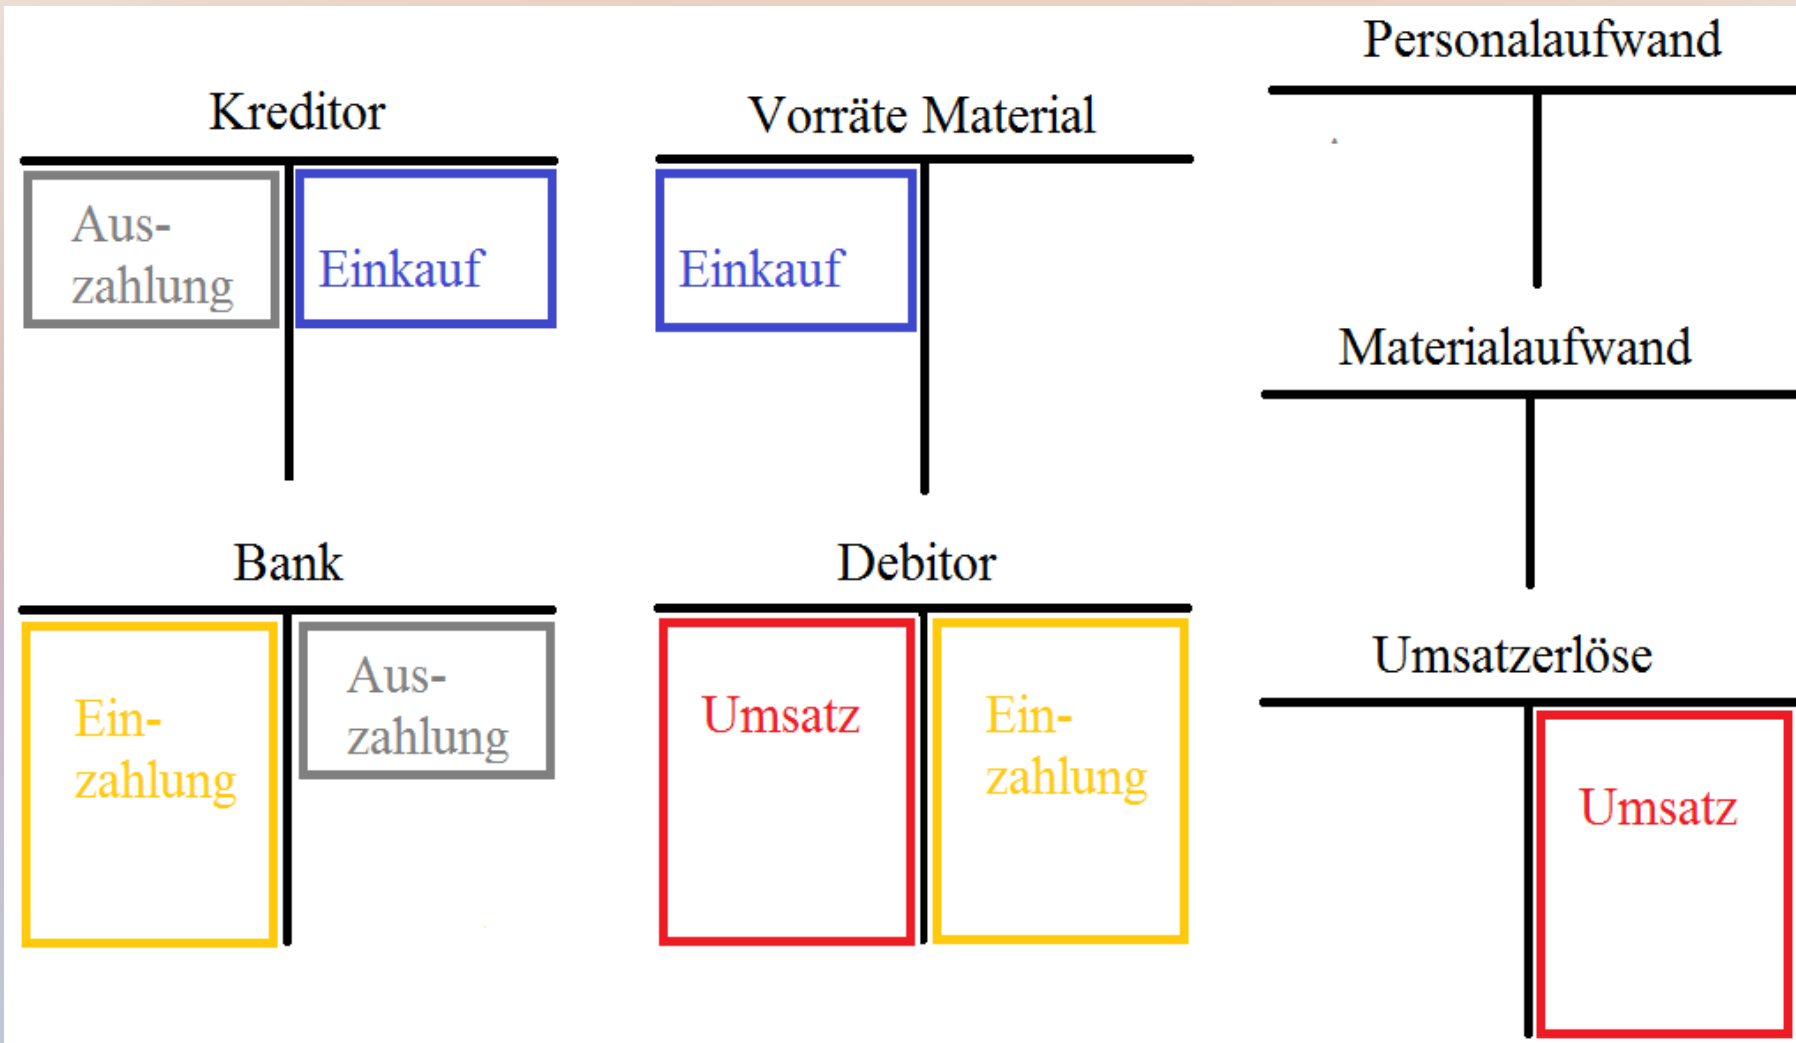 Personalaufwand
Kreditor
Vorräte Material
Aus-
zahlung
Einkauf
Einkauf
Materialaufwand
Bank
Debitor
Umsatzerlöse
Ein-
zahlung
Aus-
zahlung
Umsatz
Ein-
zahlung
Umsatz